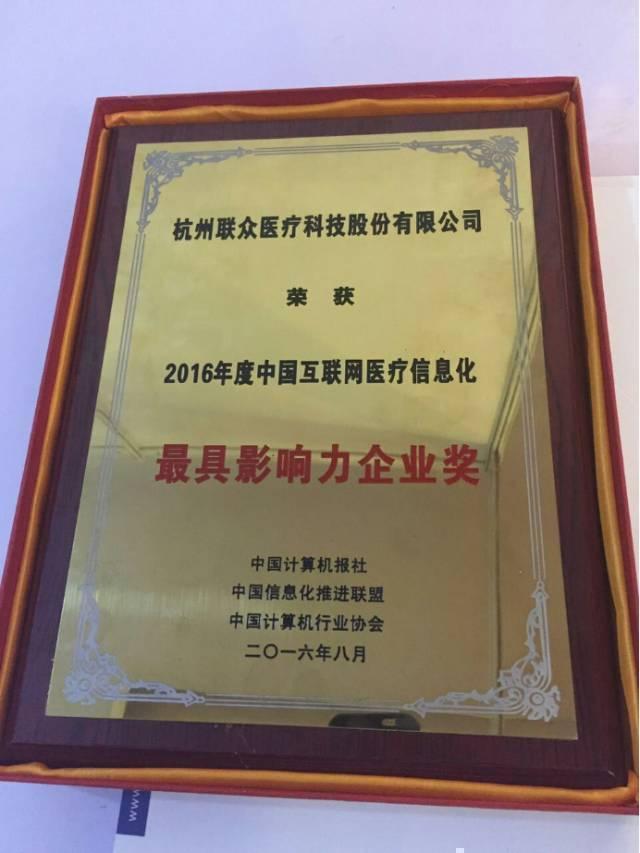 杭州联众医疗科技股份有限公司
荣 获
2016年度中国互联网医疗信息化
最具影响力企业奖
中国计算机报社
中国信息化推进联盟
中国计算机行业协会
二〇一六年八月
www